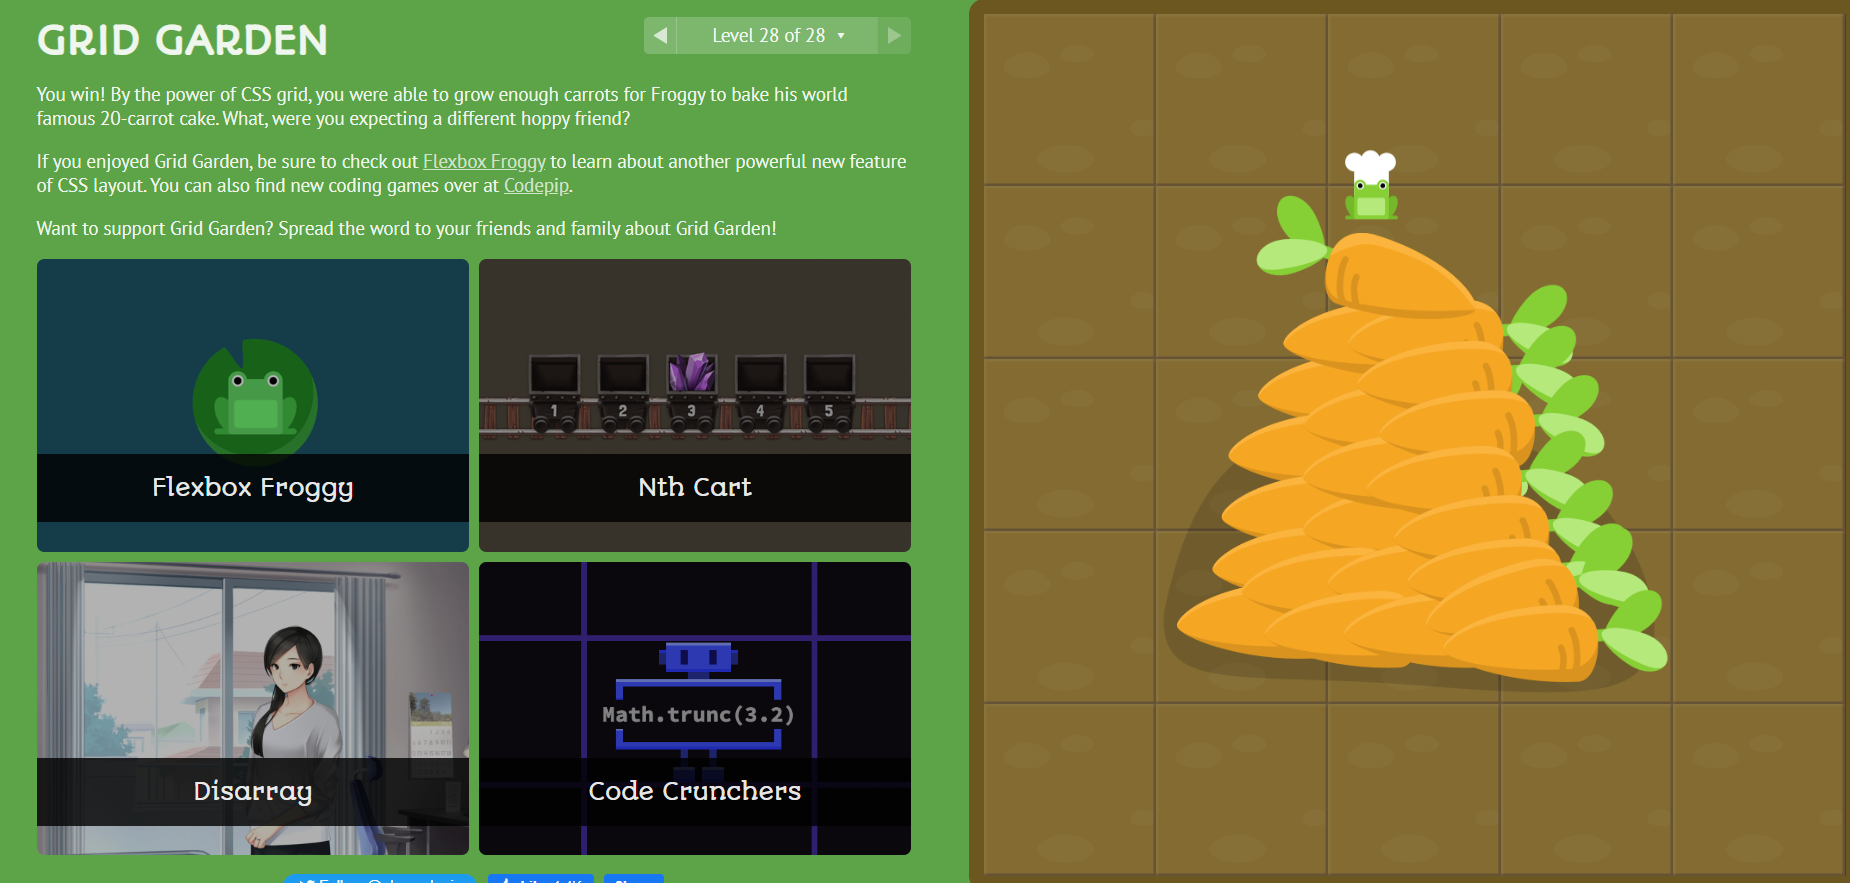 GRID GARDEN
Level 28 of 28
You win! By the power of CSS grid, you were able to grow enough carrots for Froggy to bake his world
famous 20-carrot cake. What, were you expecting a different hoppy friend?
If you enjoyed Grid Garden, be sure to check out Flexbox Froggy to learn about another powerful new feature
of CSS layout. You can also find new coding games over at Codepip.
Want to support Grid Garden? Spread the word to your friends and family about Grid Garden!
1 2 3 4 5
Flexbox Froggy
Nth Cart
Math.trunc(3.2)
Disarray
Code Crunchers